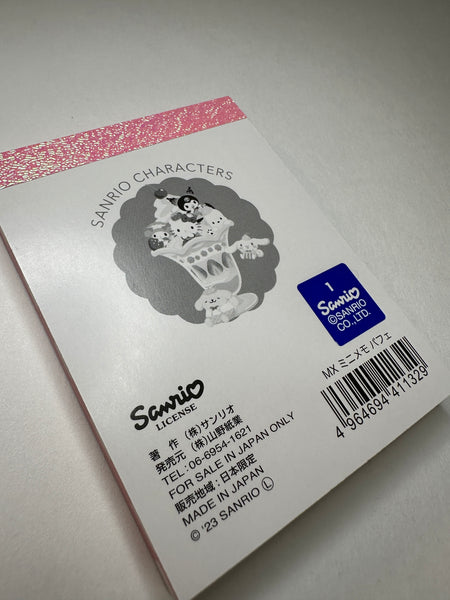 SANRIO CHARACTERS
1
Sanrio
©SANRIO
CO.,LTD.
MX ミニメモ パフェ
4 964694 411329
Sanrio
LICENSE
著 作 (株)サンリオ
発売元 (株)山野紙業
TEL:06-6954-1621
FOR SALE IN JAPAN ONLY
販売地域:日本限定
MADE IN JAPAN
©'23 SANRIO Ⓛ